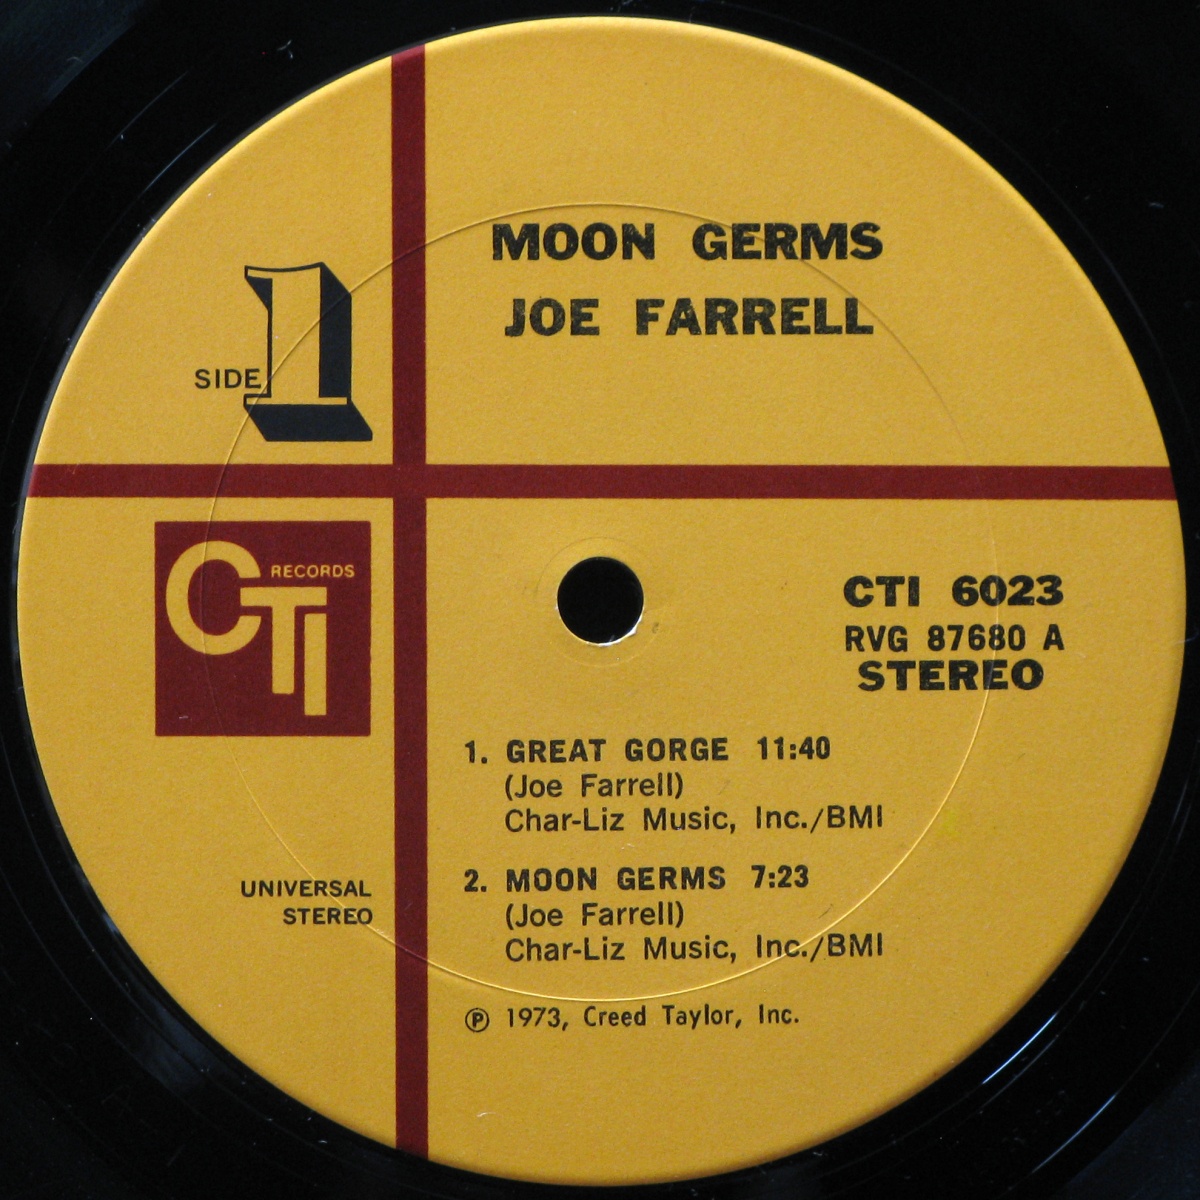 MOON GERMS
JOE FARRELL
SIDE 1
CTI RECORDS
CTI 6023
RVG 87680 A
STEREO
1. GREAT GORGE 11:40
(Joe Farrell)
Char-Liz Music, Inc./BMI
2. MOON GERMS 7:23
(Joe Farrell)
Char-Liz Music, Inc./BMI
UNIVERSAL
STEREO
℗ 1973, Creed Taylor, Inc.